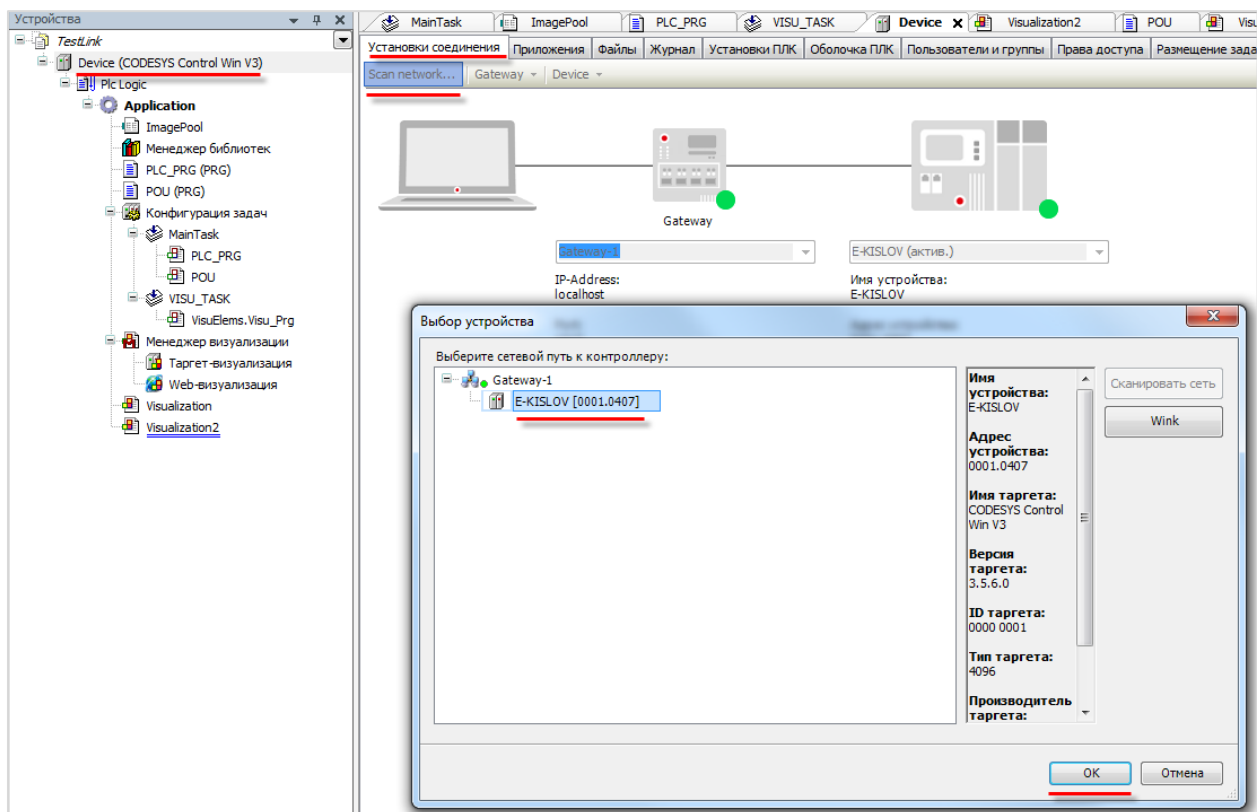 Устройства
TestLink
Device (CODESYS Control Win V3)
Plc Logic
Application
ImagePool
Менеджер библиотек
PLC_PRG (PRG)
POU (PRG)
Конфигурация задач
MainTask
PLC_PRG
POU
VISU_TASK
VisuElems.Visu_Prg
Менеджер визуализации
Таргет-визуализация
Web-визуализация
Visualization
Visualization2
MainTask ImagePool PLC_PRG VISU_TASK Device Visualization2 POU Visu
Установки соединения Приложения Файлы Журнал Установки ПЛК Оболочка ПЛК Пользователи и группы Права доступа Размещение зада
Scan network... Gateway Device
Gateway
Gateway-1 E-KISLOV (актив.)
IP-Address: Имя устройства:
localhost E-KISLOV
Выбор устройства
Выберите сетевой путь к контроллеру:
Gateway-1
E-KISLOV [0001.0407]
Имя
устройства:
E-KISLOV
Адрес
устройства:
0001.0407
Имя таргета:
CODESYS Control
Win V3
Версия
таргета:
3.5.6.0
ID таргета:
0000 0001
Тип таргета:
4096
Производитель
таргета:
Сканировать сеть
Wink
OK Отмена